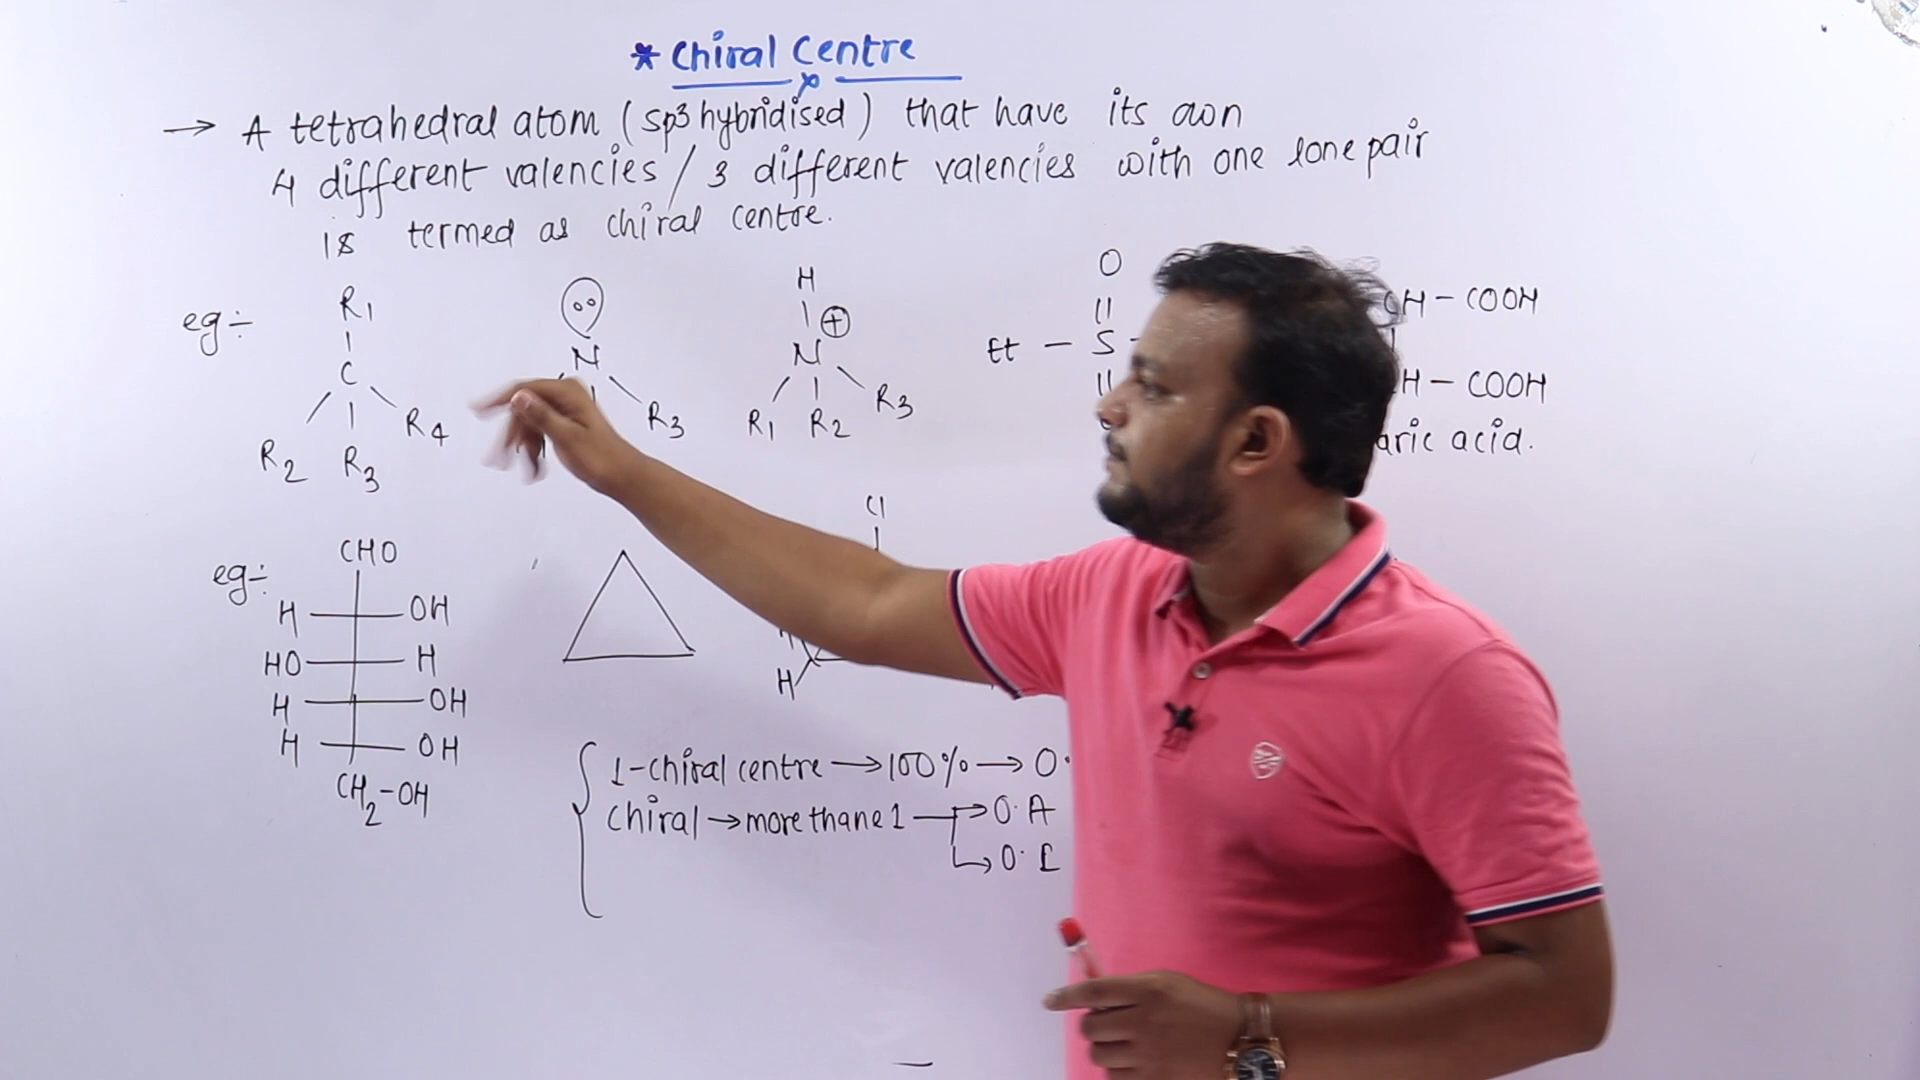 * Chiral Centre
→ A tetrahedral atom (sp3 hybridised) that have its own
4 different valencies / 3 different valencies with one lone pair
is termed as chiral centre.
eg÷
R1
C
R2 R3 R4
N
R3
H
⊕
N
R1 R2 R3
O
||
Et – S –
||
CH – COOH
H – COOH
aric acid.
eg÷
CHO
H OH
HO H
H OH
H OH
CH2-OH
Cl
H
1-chiral centre → 100% → O.
chiral → more thane 1 → O. A
→ O. I